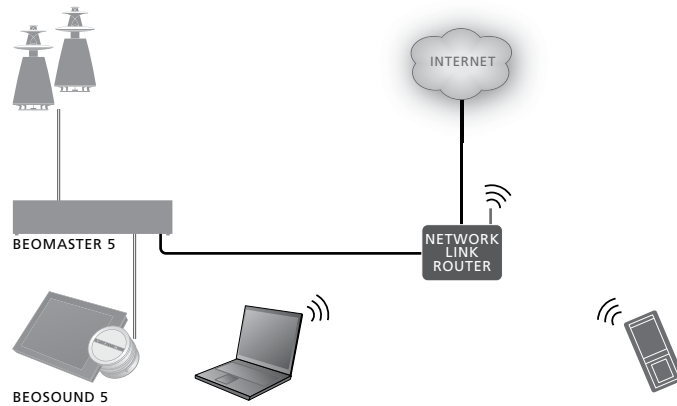 INTERNET
BEOMASTER 5
NETWORK
LINK
ROUTER
BEOSOUND 5